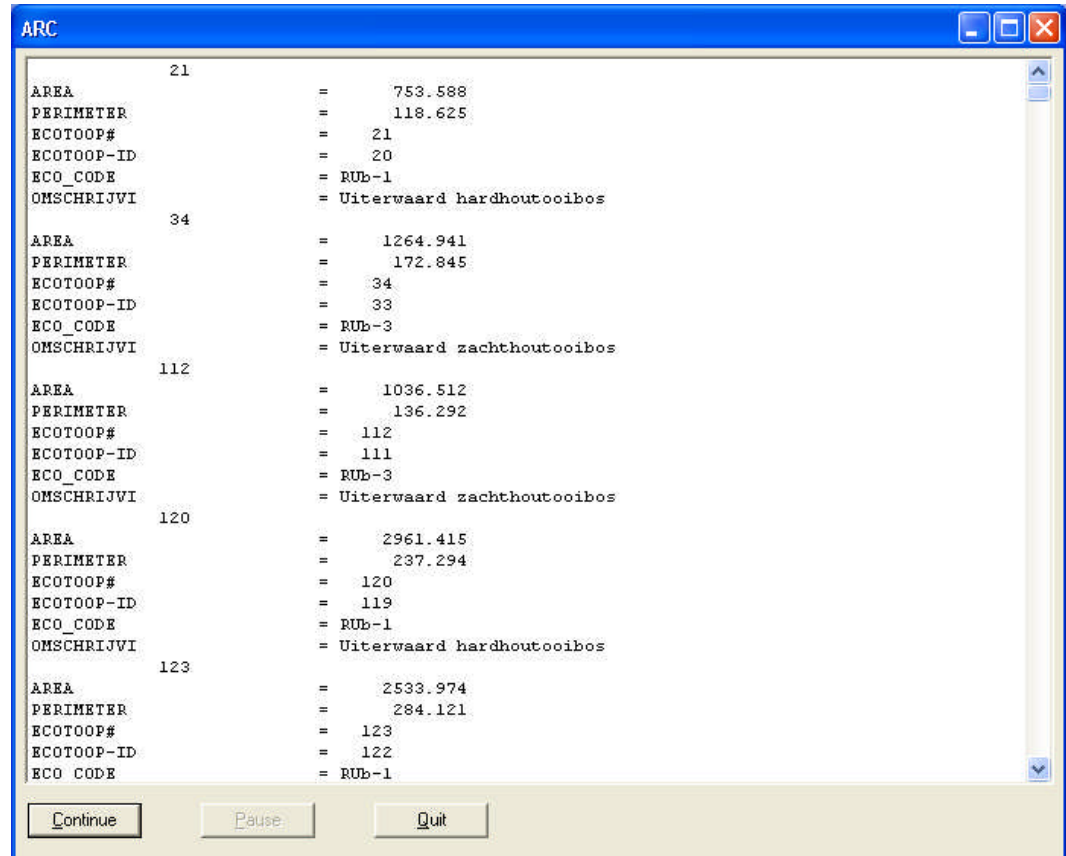 ARC
21
AREA = 753.588
PERIMETER = 118.625
ECOTOOP# = 21
ECOTOOP-ID = 20
ECO_CODE = RUb-1
OMSCHRIJVI = Uiterwaard hardhoutooibos
34
AREA = 1264.941
PERIMETER = 172.845
ECOTOOP# = 34
ECOTOOP-ID = 33
ECO_CODE = RUb-3
OMSCHRIJVI = Uiterwaard zachthoutooibos
112
AREA = 1036.512
PERIMETER = 136.292
ECOTOOP# = 112
ECOTOOP-ID = 111
ECO_CODE = RUb-3
OMSCHRIJVI = Uiterwaard zachthoutooibos
120
AREA = 2961.415
PERIMETER = 237.294
ECOTOOP# = 120
ECOTOOP-ID = 119
ECO_CODE = RUb-1
OMSCHRIJVI = Uiterwaard hardhoutooibos
123
AREA = 2533.974
PERIMETER = 284.121
ECOTOOP# = 123
ECOTOOP-ID = 122
ECO CODE = RUb-1
Continue Pause Quit